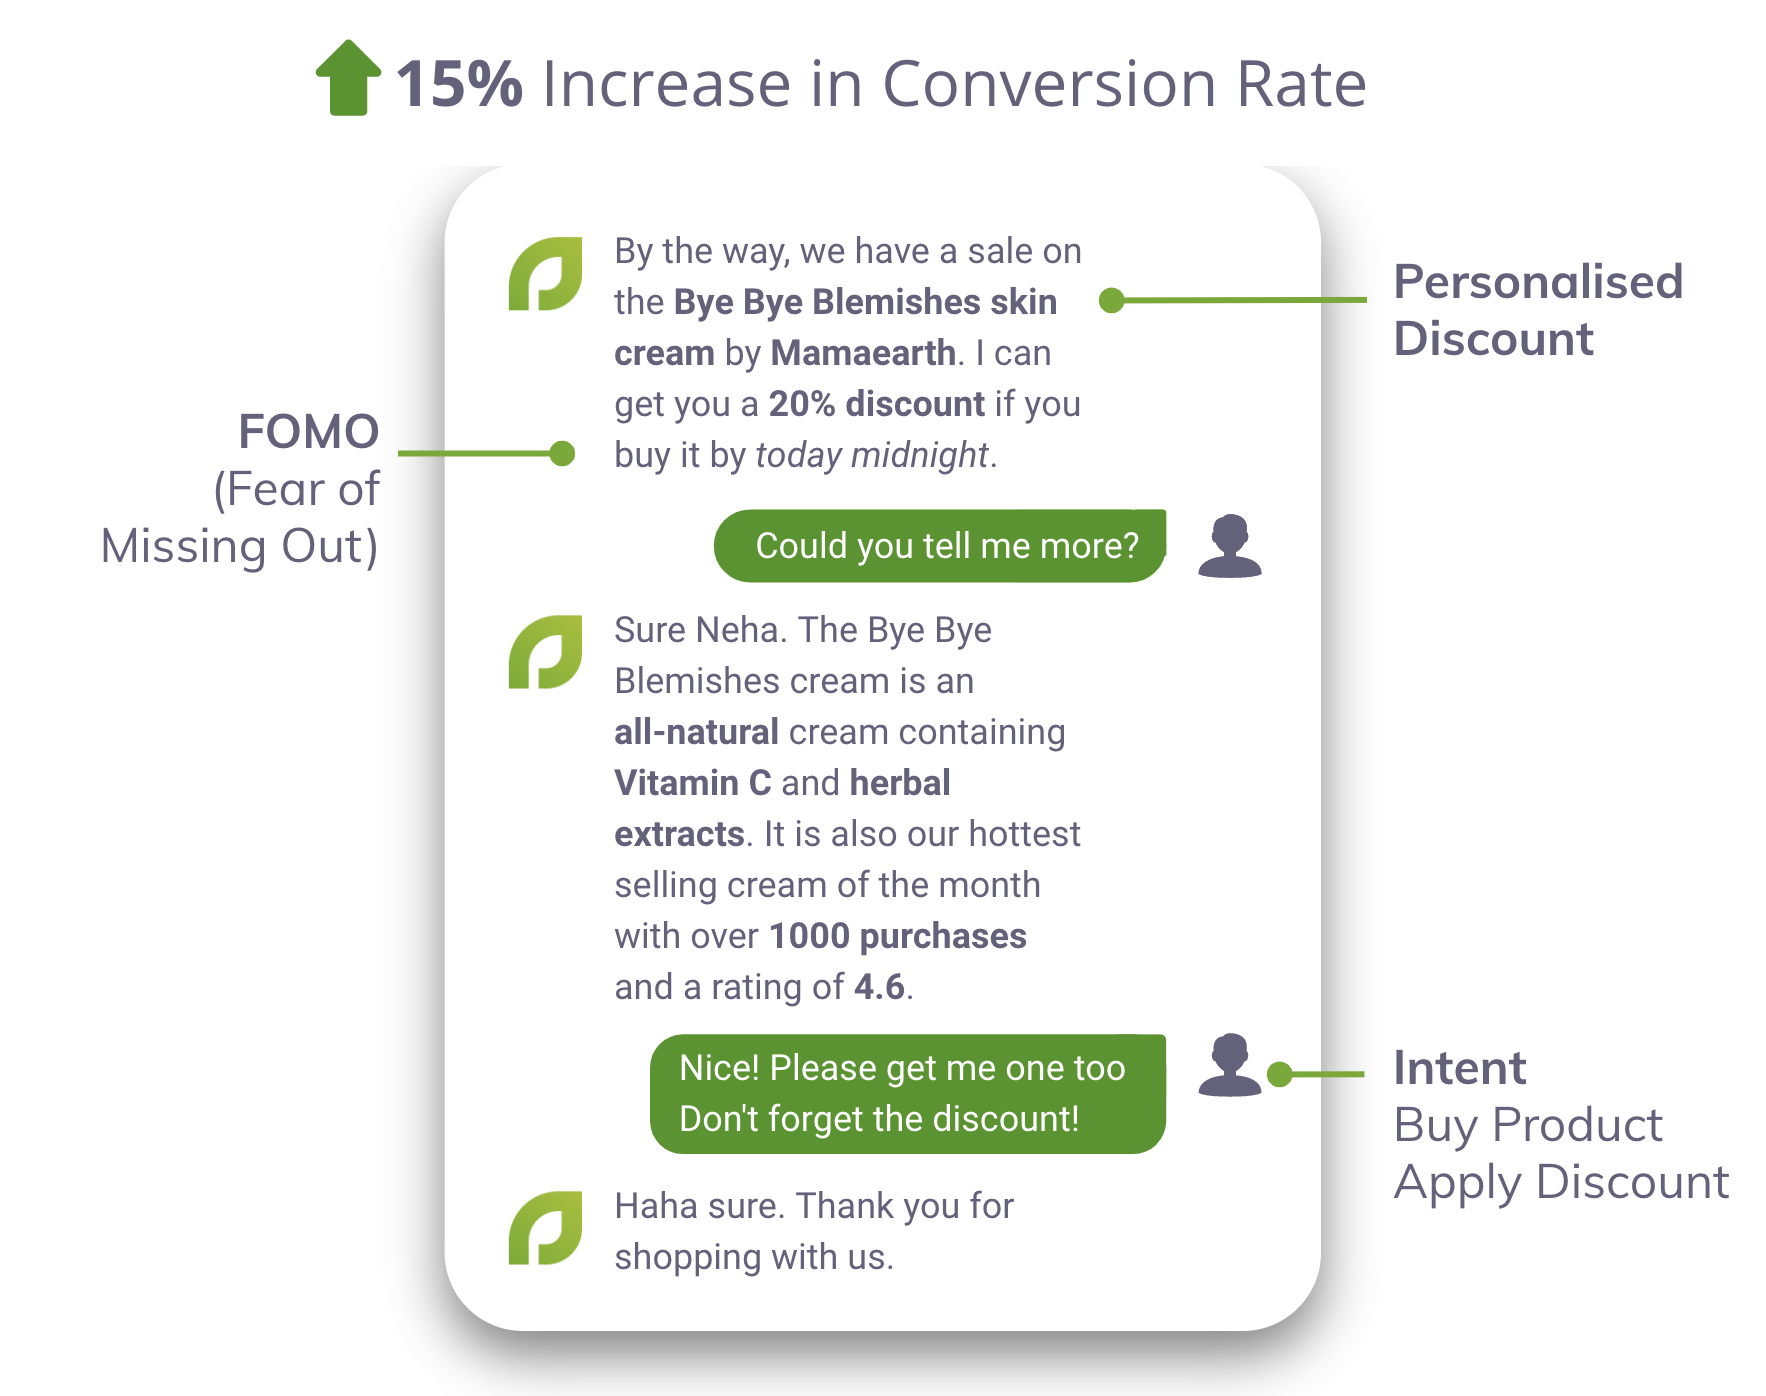 15% Increase in Conversion Rate
By the way, we have a sale on
the Bye Bye Blemishes skin
cream by Mamaearth. I can
get you a 20% discount if you
buy it by today midnight.
Personalised
Discount
FOMO
(Fear of
Missing Out)
Could you tell me more?
Sure Neha. The Bye Bye
Blemishes cream is an
all-natural cream containing
Vitamin C and herbal
extracts. It is also our hottest
selling cream of the month
with over 1000 purchases
and a rating of 4.6.
Nice! Please get me one too
Don't forget the discount!
Intent
Buy Product
Apply Discount
Haha sure. Thank you for
shopping with us.